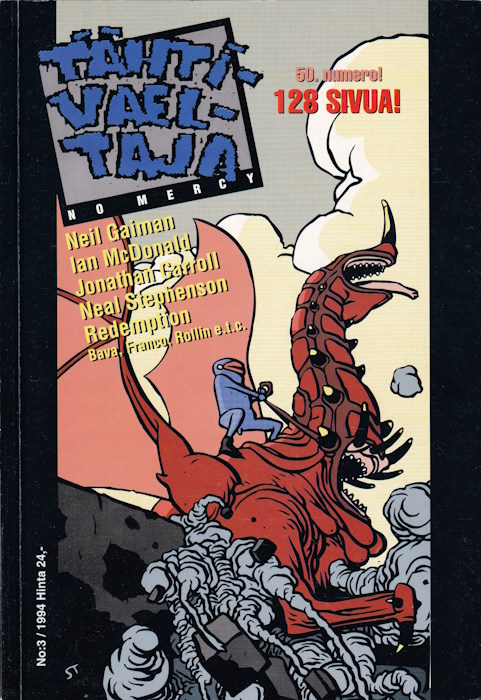 TÄHTI-
VAEL-
TAJA
NO MERCY
50. numero!
128 SIVUA!
Neil Gaiman
Ian McDonald
Jonathan Carroll
Neal Stephenson
Redemption
Bava, Franco, Rollin e.t.c.
No:3 / 1994 Hinta 24,-
ST